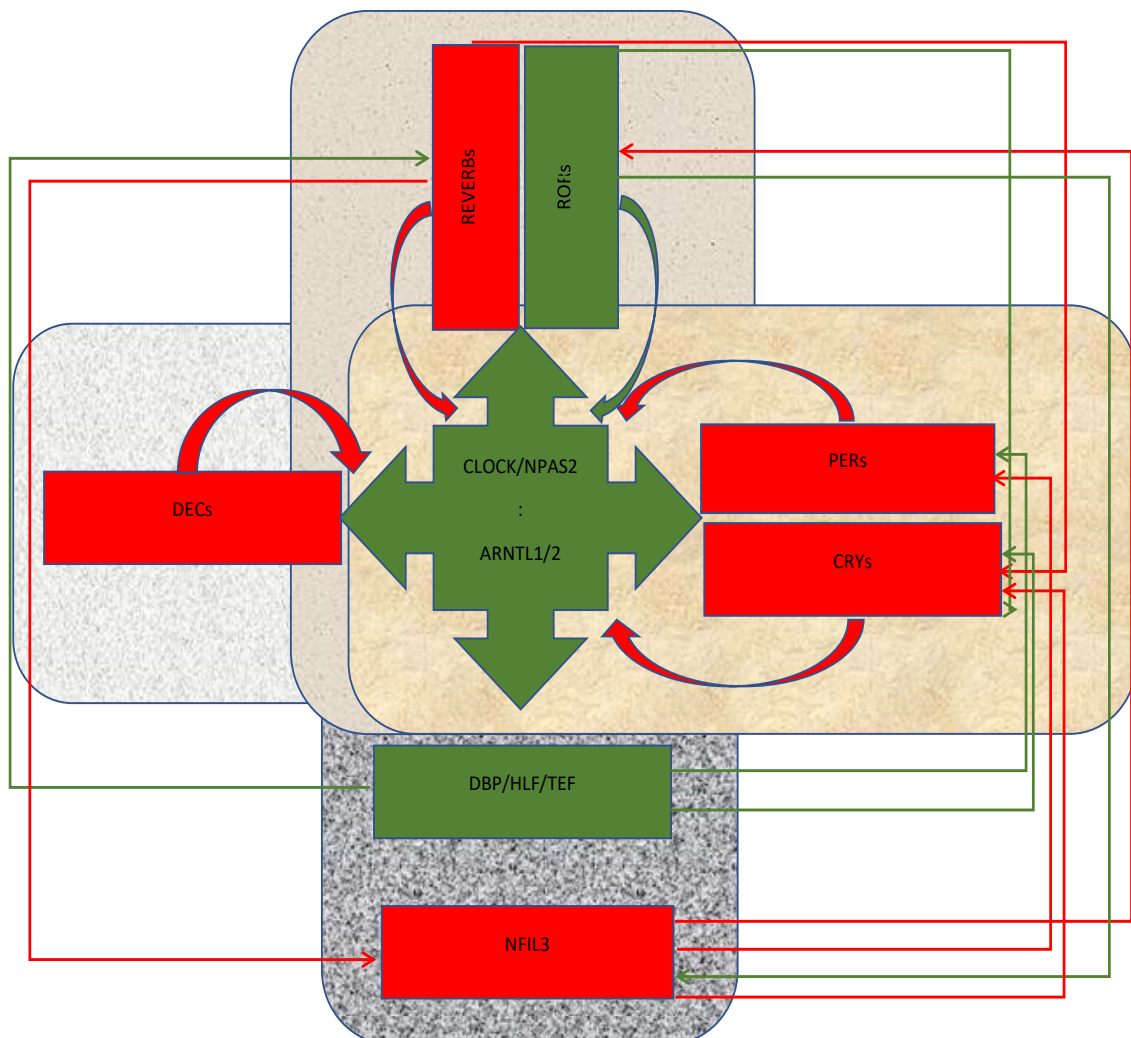 REVERBs
RORs
CLOCK/NPAS2
:
ARNTL1/2
PERs
DECs
CRYs
DBP/HLF/TEF
NFIL3